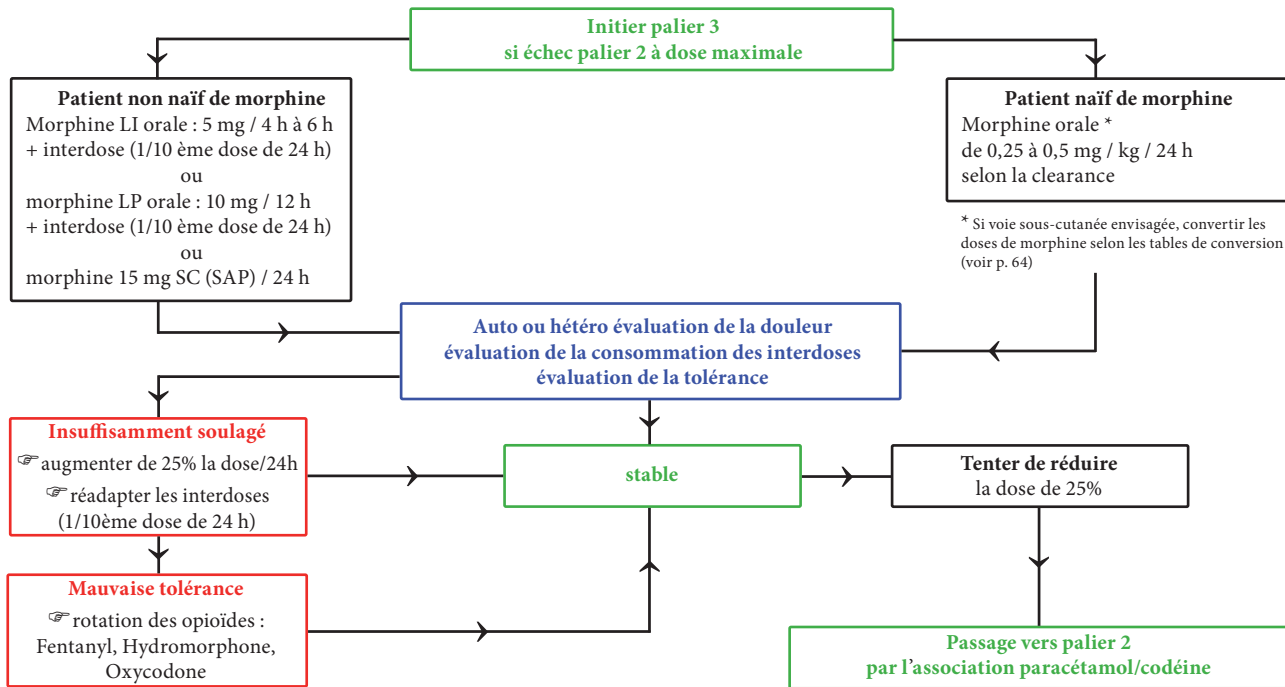 Initier palier 3
si échec palier 2 à dose maximale
Patient non naïf de morphine
Morphine LI orale : 5 mg / 4 h à 6 h
+ interdose (1/10 ème dose de 24 h)
ou
morphine LP orale : 10 mg / 12 h
+ interdose (1/10 ème dose de 24 h)
ou
morphine 15 mg SC (SAP) / 24 h
Patient naïf de morphine
Morphine orale *
de 0,25 à 0,5 mg / kg / 24 h
selon la clearance
* Si voie sous-cutanée envisagée, convertir les
doses de morphine selon les tables de conversion
(voir p. 64)
Auto ou hétéro évaluation de la douleur
évaluation de la consommation des interdoses
évaluation de la tolérance
Insuffisamment soulagé
☞ augmenter de 25% la dose/24h
☞ réadapter les interdoses
(1/10ème dose de 24 h)
stable
Tenter de réduire
la dose de 25%
Mauvaise tolérance
☞ rotation des opioïdes :
Fentanyl, Hydromorphone,
Oxycodone
Passage vers palier 2
par l'association paracétamol/codéine